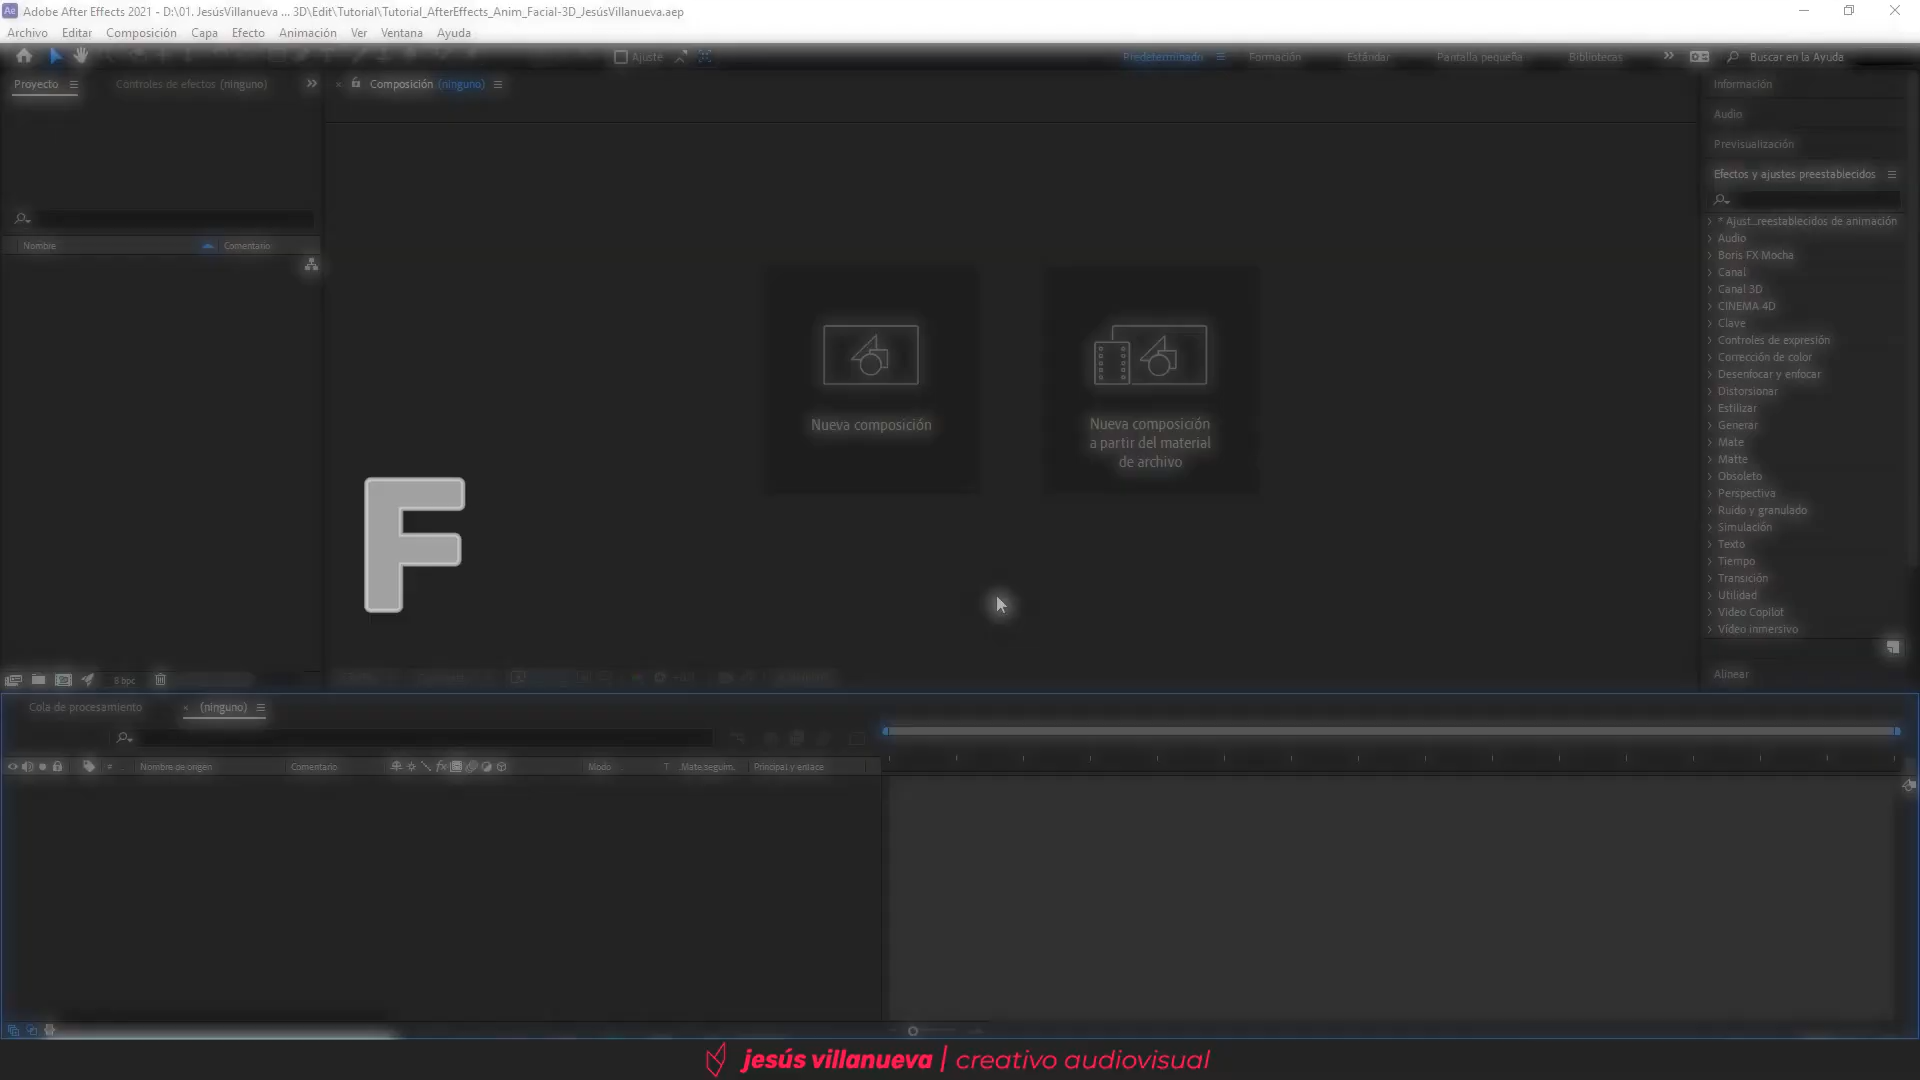 Ae Adobe After Effects 2021 - D:\01. JesúsVillanueva ... 3D\Edit\Tutorial\Tutorial_AfterEffects_Anim_Facial-3D_JesúsVillanueva.aep
Archivo Editar Composición Capa Efecto Animación Ver Ventana Ayuda
Ajuste Predeterminado Formación Estándar Pantalla pequeña Bibliotecas Buscar en la Ayuda
Proyecto Controles de efectos (ninguno) Composición (ninguno)
Nombre Comentario
Nueva composición
Nueva composición
a partir del material
de archivo
F
Información
Audio
Previsualización
Efectos y ajustes preestablecidos
* Ajust...reestablecidos de animación
Audio
Boris FX Mocha
Canal
Canal 3D
CINEMA 4D
Clave
Controles de expresión
Corrección de color
Desenfocar y enfocar
Distorsionar
Estilizar
Generar
Mate
Matte
Obsoleto
Perspectiva
Ruido y granulado
Simulación
Texto
Tiempo
Transición
Utilidad
Video Copilot
Vídeo inmersivo
Alinear
8 bpc
Cola de procesamiento (ninguno)
# Nombre de origen Comentario fx Modo T .Mate seguim. Principal y enlace
jesús villanueva | creativo audiovisual